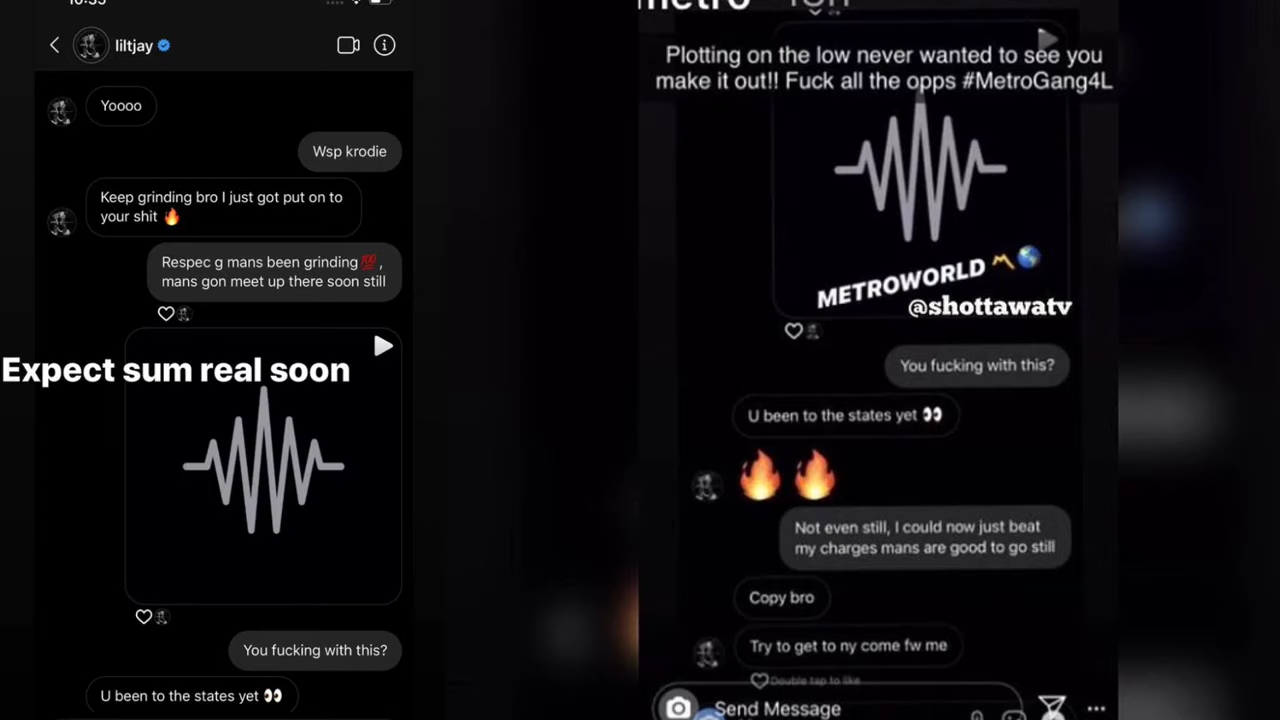 10:35
liltjay
Yoooo
Wsp krodie
Keep grinding bro I just got put on to
your shit 🔥
Respec g mans been grinding 💯,
mans gon meet up there soon still
Expect sum real soon
You fucking with this?
U been to the states yet 👀
metro
Plotting on the low never wanted to see you
make it out!! Fuck all the opps #MetroGang4L
METROWORLD 〽️🌎
@shottawatv
You fucking with this?
U been to the states yet 👀
🔥 🔥
Not even still, I could now just beat
my charges mans are good to go still
Copy bro
Try to get to ny come fw me
Double tap to like
Send Message